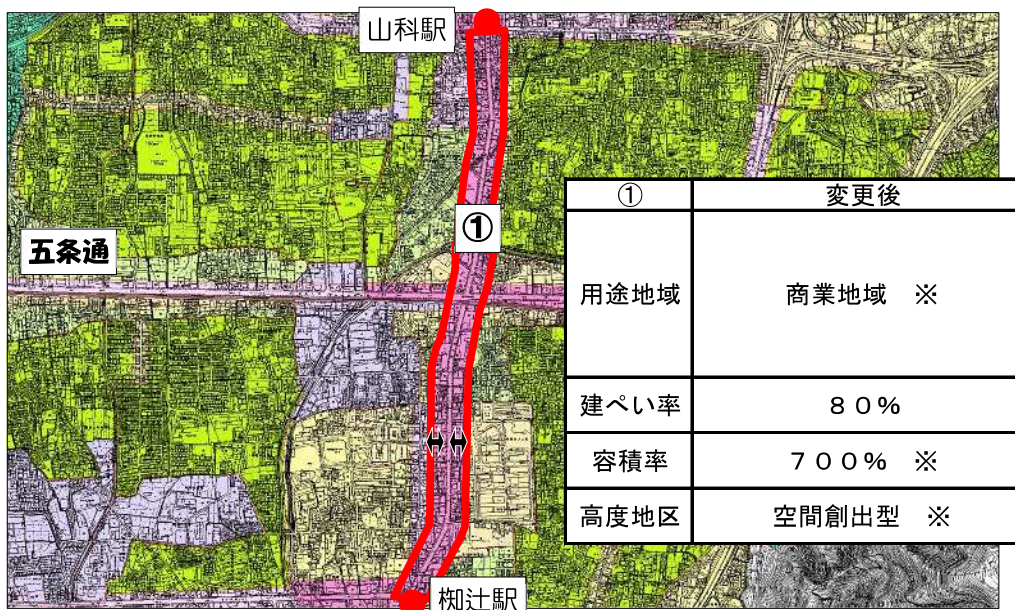 山科駅
①
五条通
① 変更後
用途地域 商業地域 ※
建ぺい率 80%
容積率 700% ※
高度地区 空間創出型 ※
椥辻駅